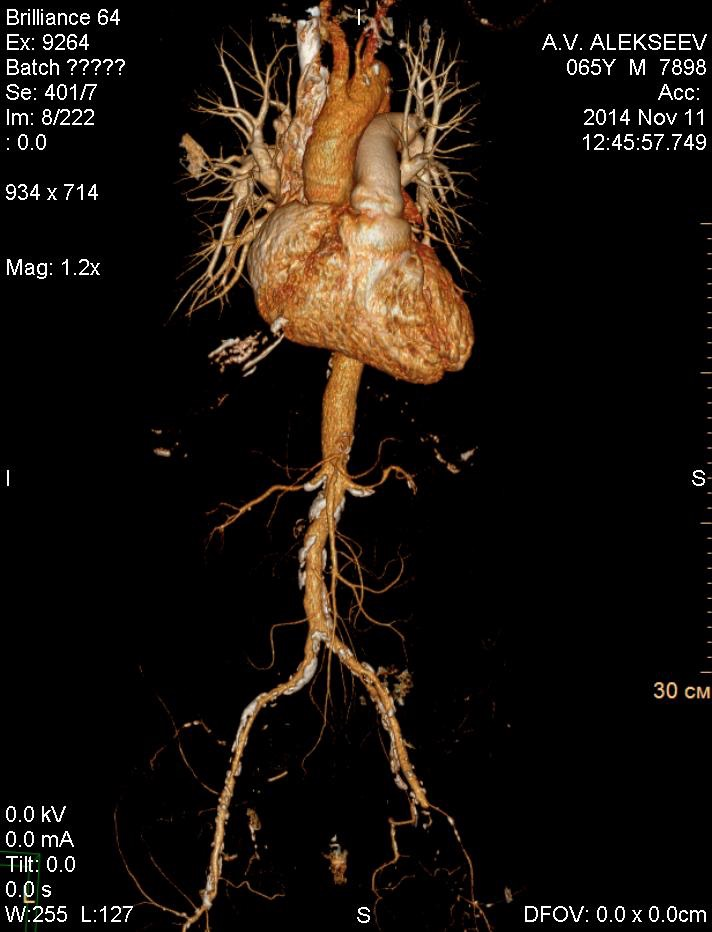 Brilliance 64
Ex: 9264
Batch ?????
Se: 401/7
Im: 8/222
: 0.0
934 x 714
Mag: 1.2x
I
A.V. ALEKSEEV
065Y M 7898
Acc:
2014 Nov 11
12:45:57.749
I
S
30 см
0.0 kV
0.0 mA
Tilt: 0.0
0.0 s
L
W:255 L:127
S
DFOV: 0.0 x 0.0cm